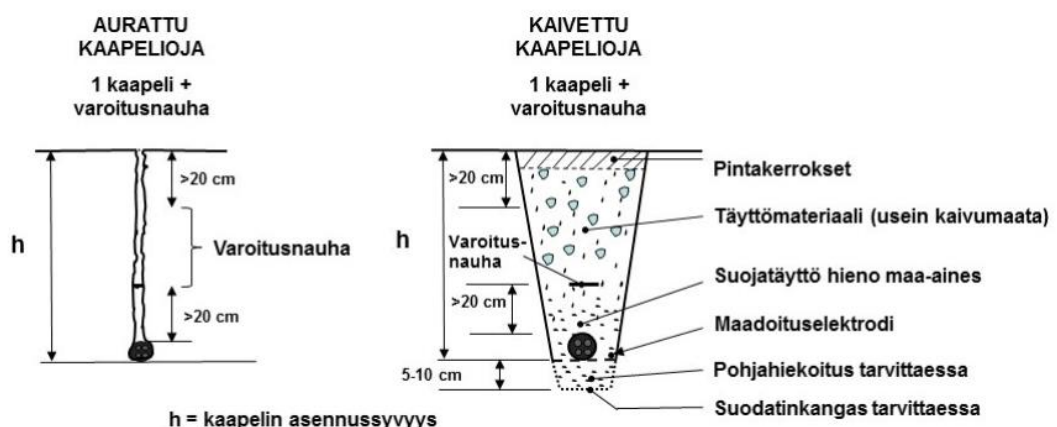 AURATTU
KAAPELIOJA
1 kaapeli +
varoitusnauha
h
>20 cm
Varoitusnauha
>20 cm
KAIVETTU
KAAPELIOJA
1 kaapeli +
varoitusnauha
h
>20 cm
Varoitus-
nauha
>20 cm
5-10 cm
Pintakerrokset
Täyttömateriaali (usein kaivumaata)
Suojatäyttö hieno maa-aines
Maadoituselektrodi
Pohjahiekoitus tarvittaessa
Suodatinkangas tarvittaessa
h = kaapelin asennussyvyys